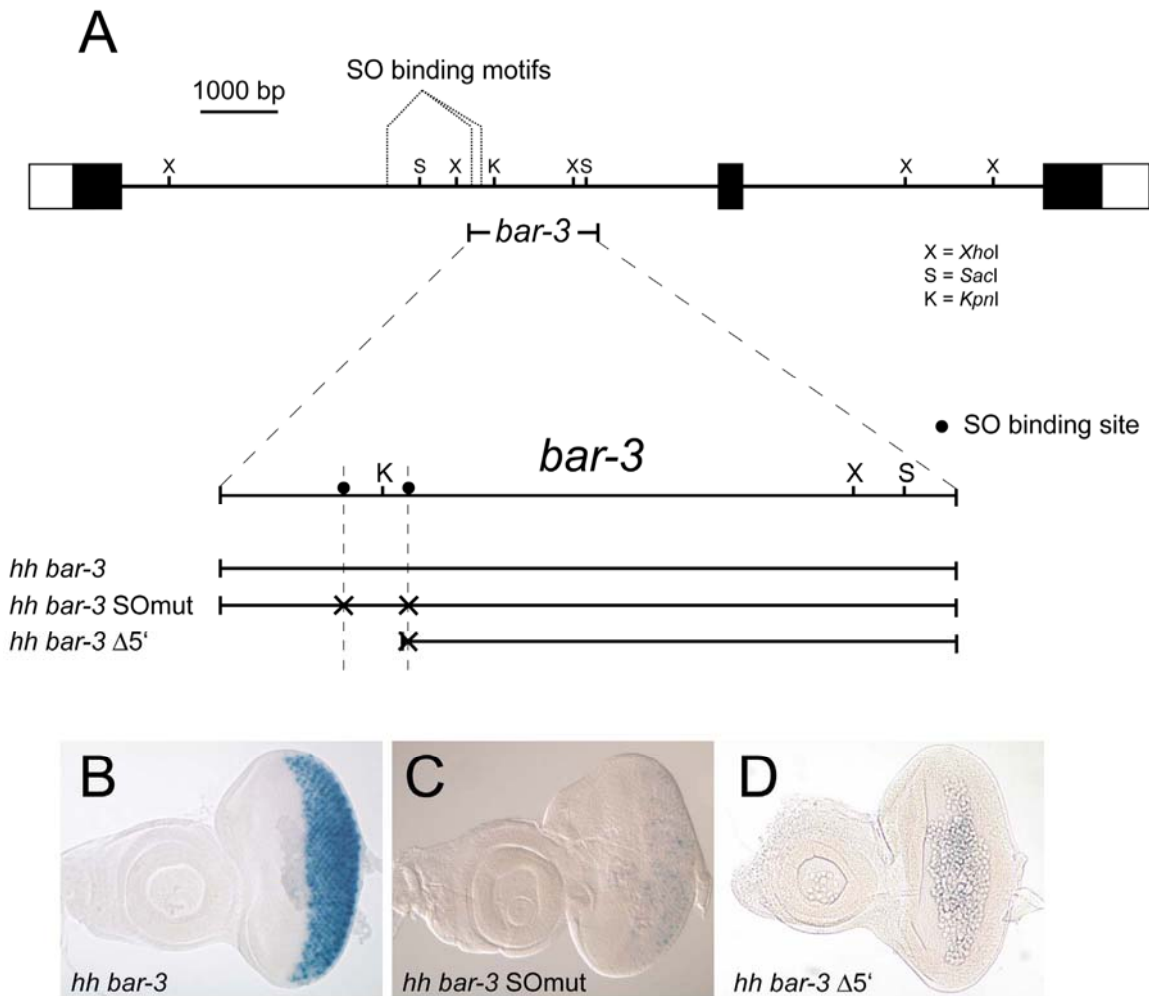 A
SO binding motifs
1000 bp
X S X K X S X X
bar-3
X = XhoI
S = SacI
K = KpnI
SO binding site
bar-3
K X S
hh bar-3
hh bar-3 SOmut
hh bar-3 Δ5‘
B C D
hh bar-3 hh bar-3 SOmut hh bar-3 Δ5‘